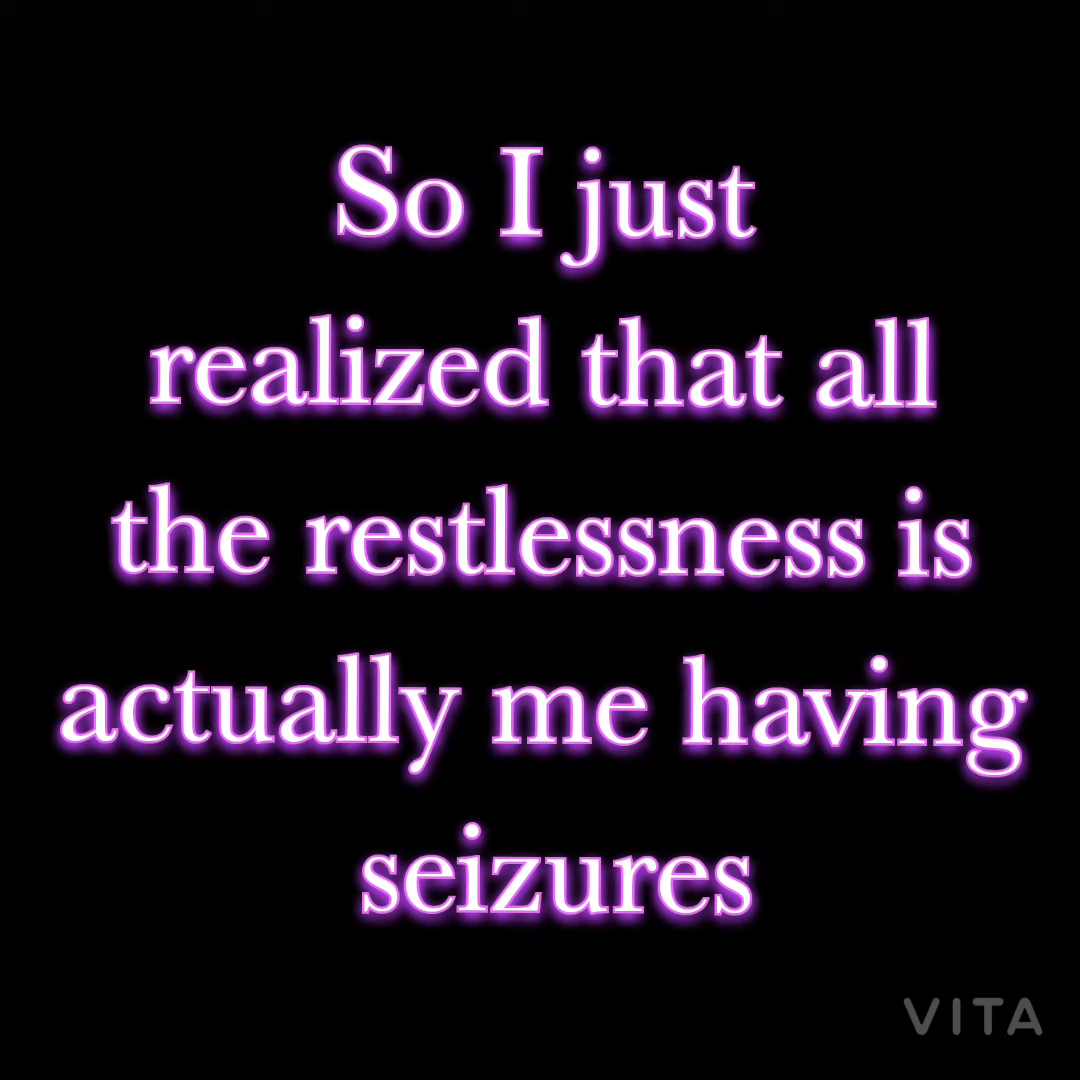 So I just
realized that all
the restlessness is
actually me having
seizures
VITA